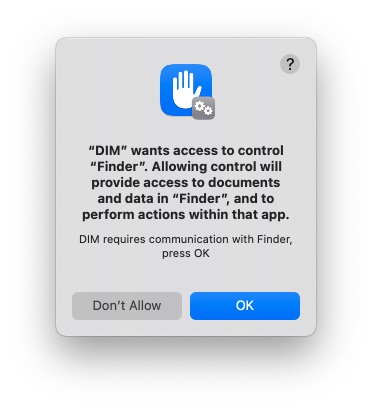 ?
“DIM” wants access to control
“Finder”. Allowing control will
provide access to documents
and data in “Finder”, and to
perform actions within that app.
DIM requires communication with Finder,
press OK
Don’t Allow
OK